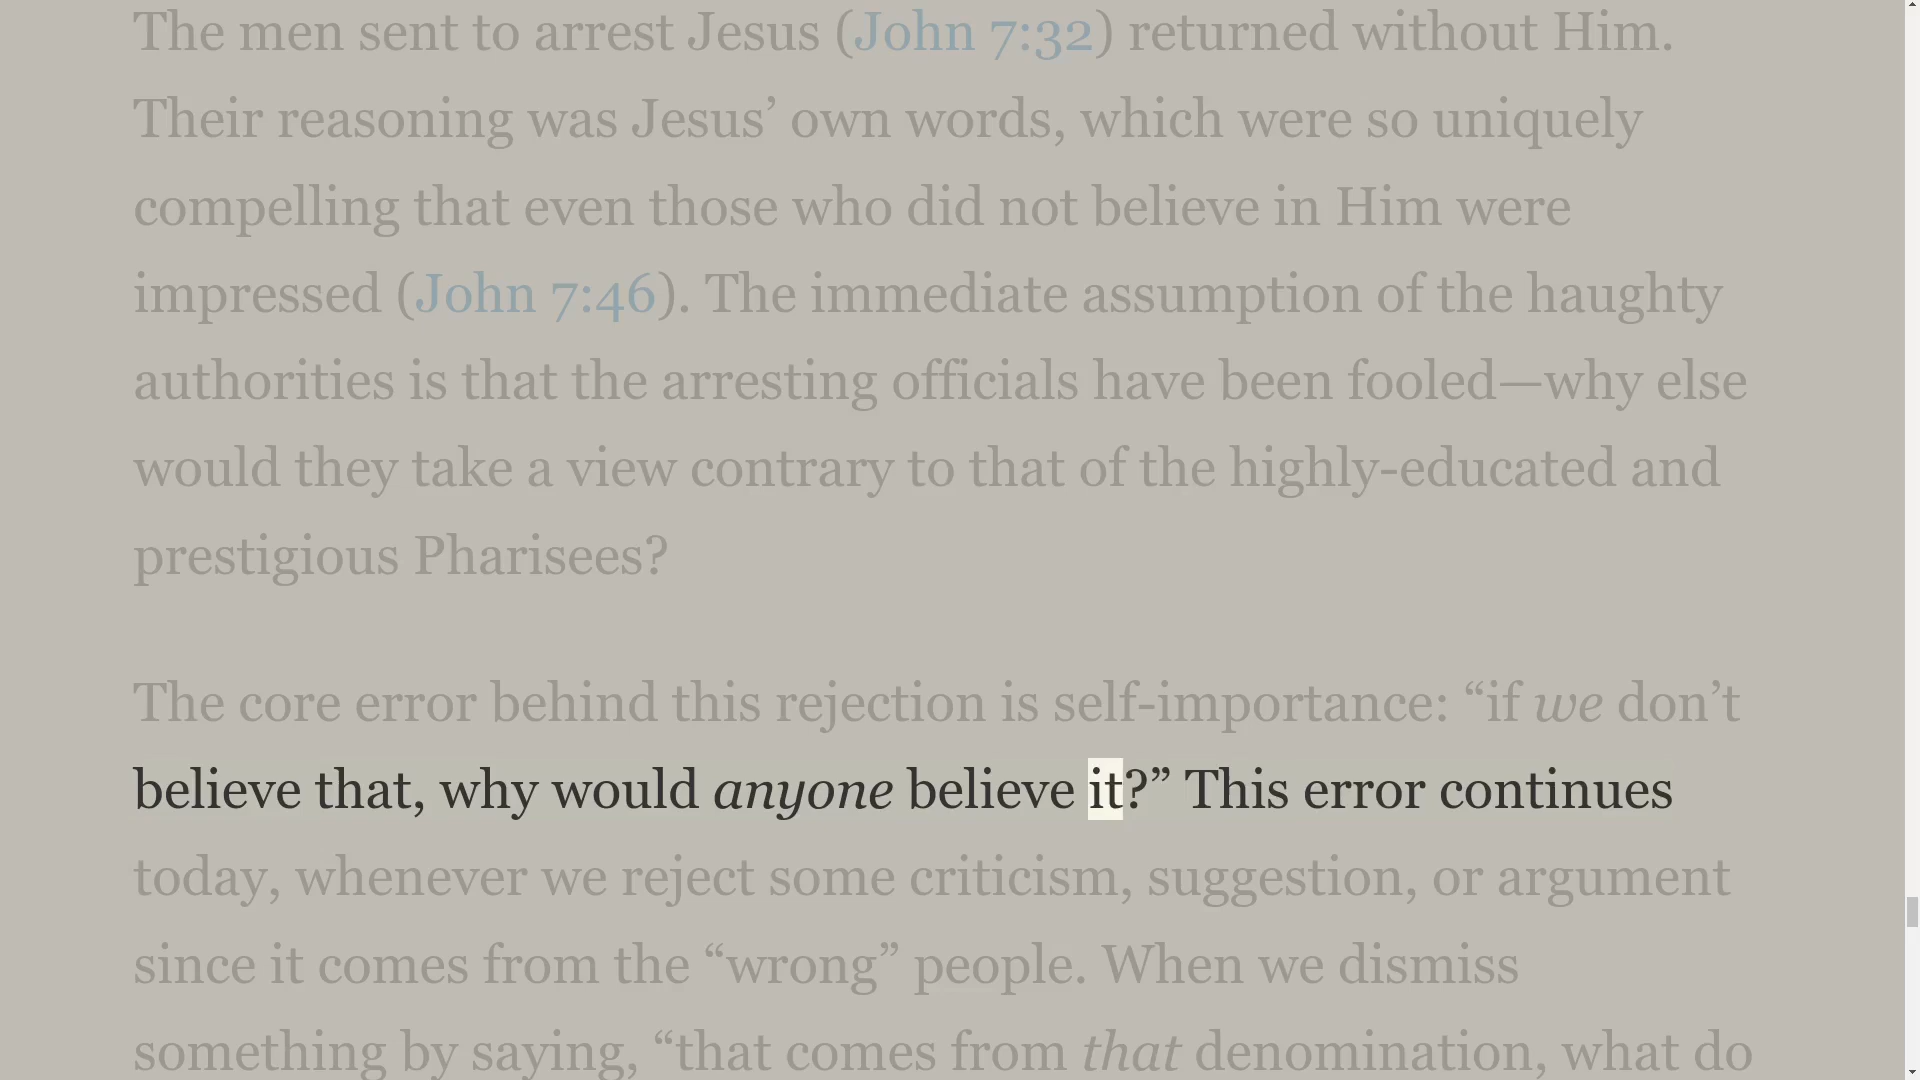 The men sent to arrest Jesus (John 7:32) returned without Him.
Their reasoning was Jesus’ own words, which were so uniquely
compelling that even those who did not believe in Him were
impressed (John 7:46). The immediate assumption of the haughty
authorities is that the arresting officials have been fooled—why else
would they take a view contrary to that of the highly-educated and
prestigious Pharisees?
The core error behind this rejection is self-importance: “if we don’t
believe that, why would anyone believe it?” This error continues
today, whenever we reject some criticism, suggestion, or argument
since it comes from the “wrong” people. When we dismiss
something by saying, “that comes from that denomination, what do